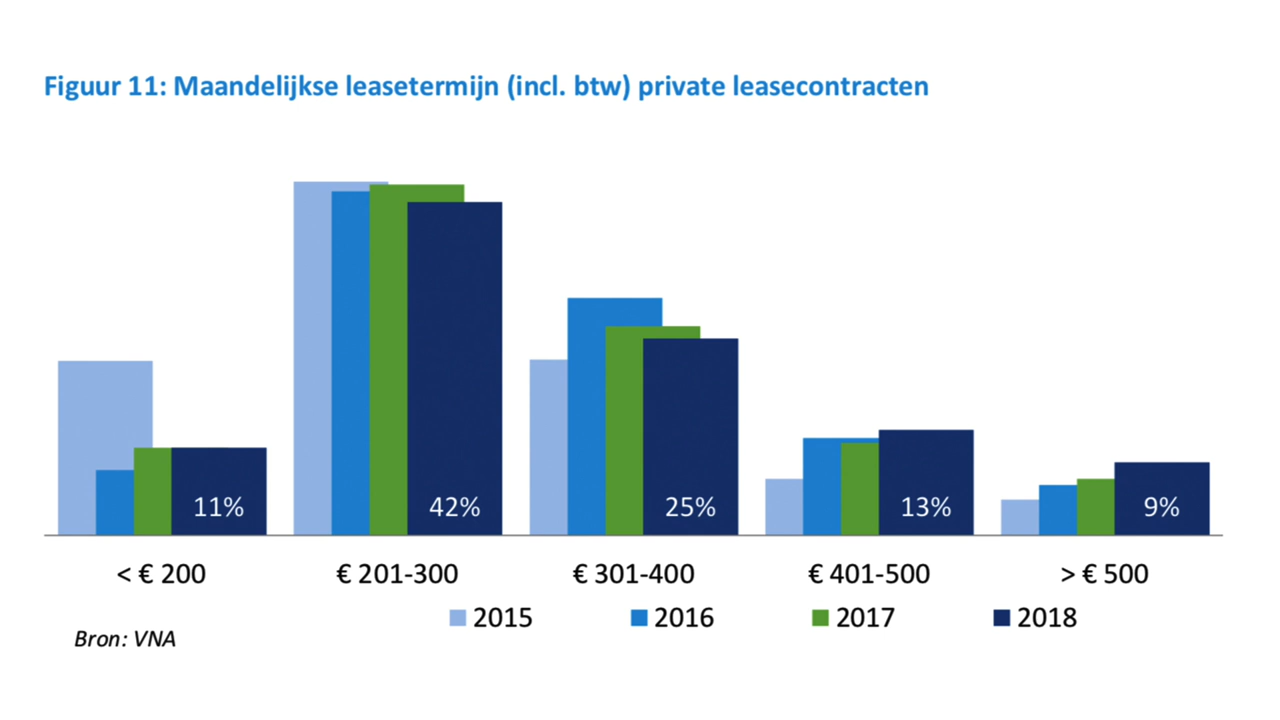 Figuur 11: Maandelijkse leasetermijn (incl. btw) private leasecontracten
11% 42% 25% 13% 9%
< € 200 € 201-300 € 301-400 € 401-500 > € 500
2015 2016 2017 2018
Bron: VNA